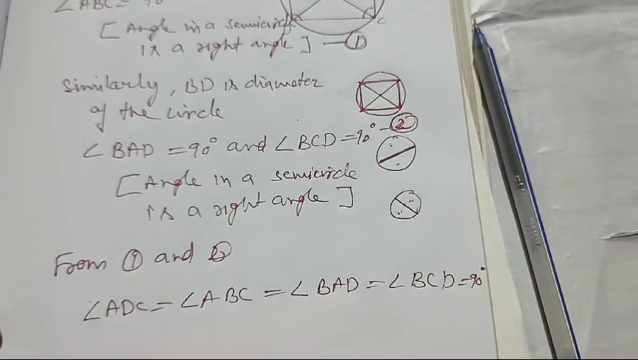 ∠ABC = 90
[Angle in a semicircle
is a right angle] — ①
C
Similarly, BD is diameter
of the circle
∠BAD = 90° and ∠BCD = 90° — ②
[Angle in a semicircle
is a right angle]
From ① and ②
∠ADC = ∠ABC = ∠BAD = ∠BCD = 90°